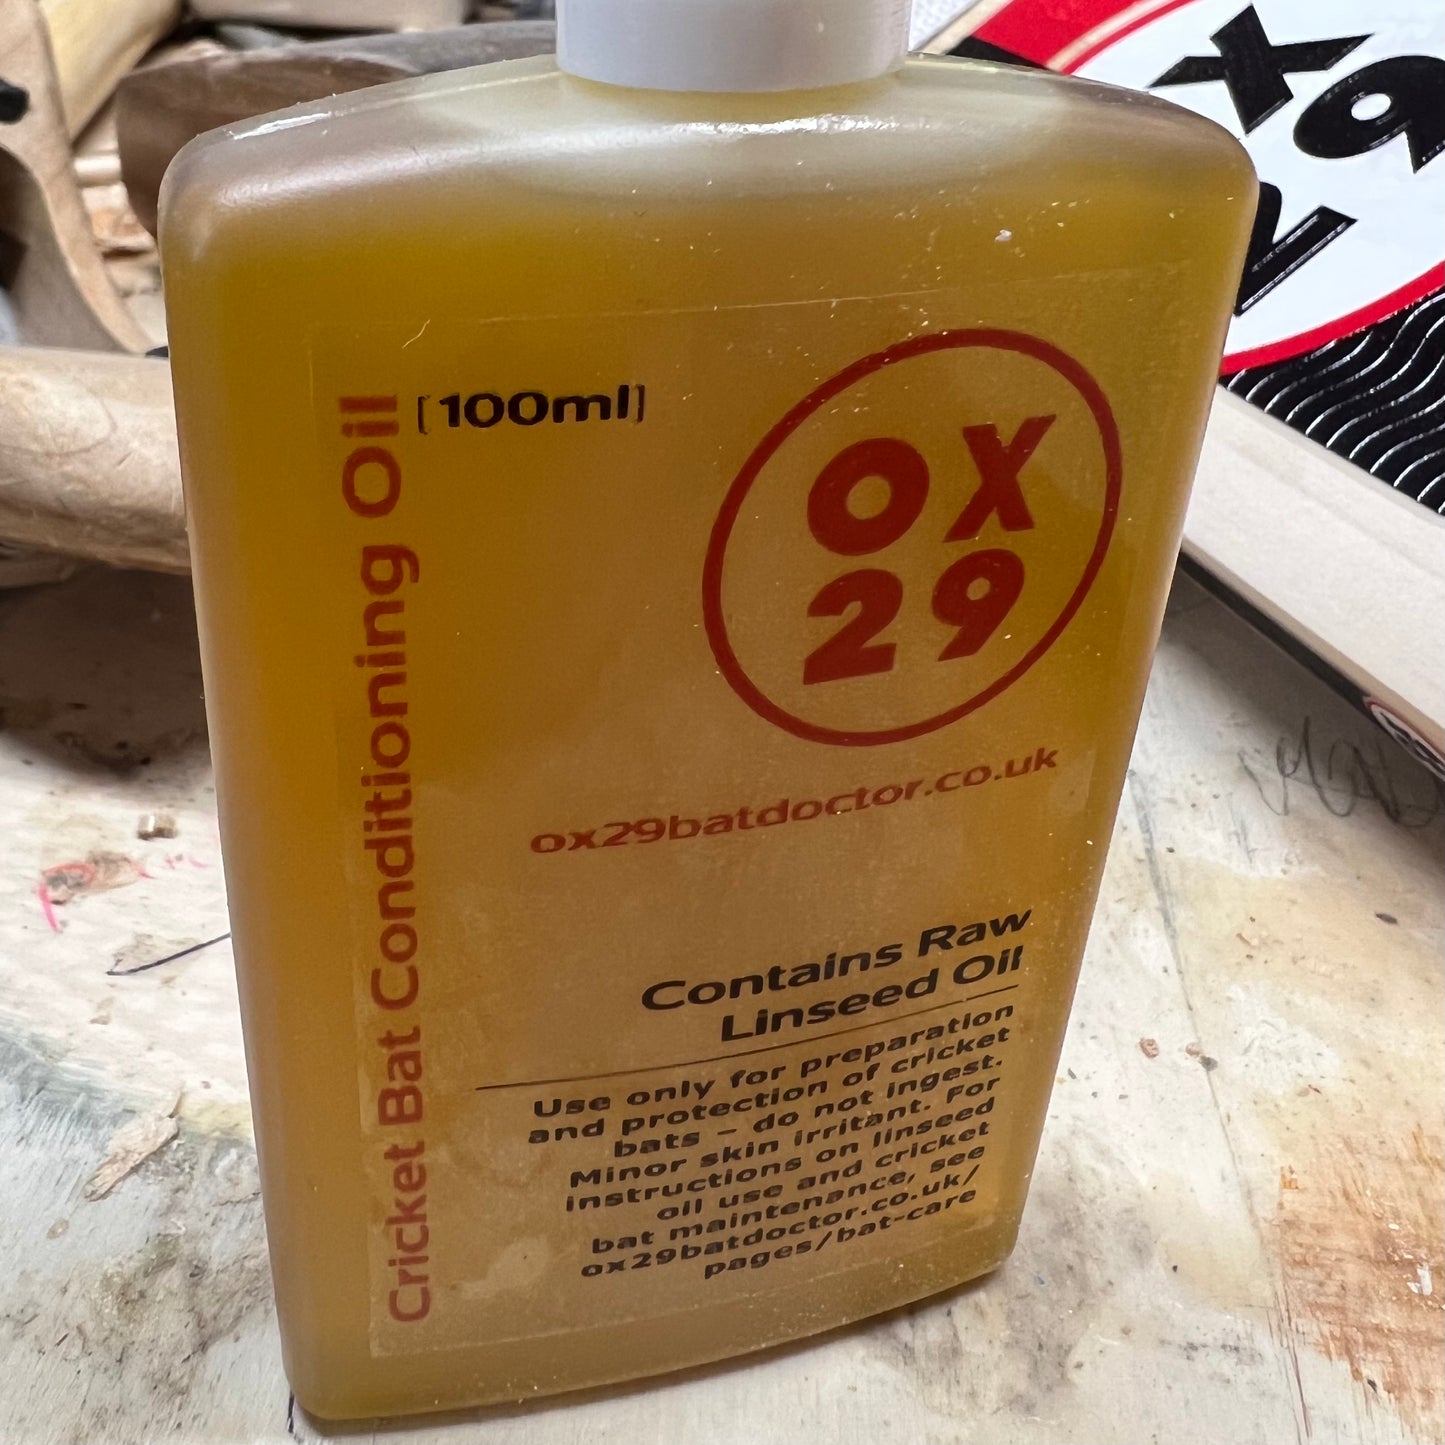 Cricket Bat Conditioning Oil
[100ml]
OX
29
ox29batdoctor.co.uk
Contains Raw
Linseed Oil
Use only for preparation
and protection of cricket
bats – do not ingest.
Minor skin irritant. For
instructions on linseed
oil use and cricket
bat maintenance, see
ox29batdoctor.co.uk/
pages/bat-care
OX